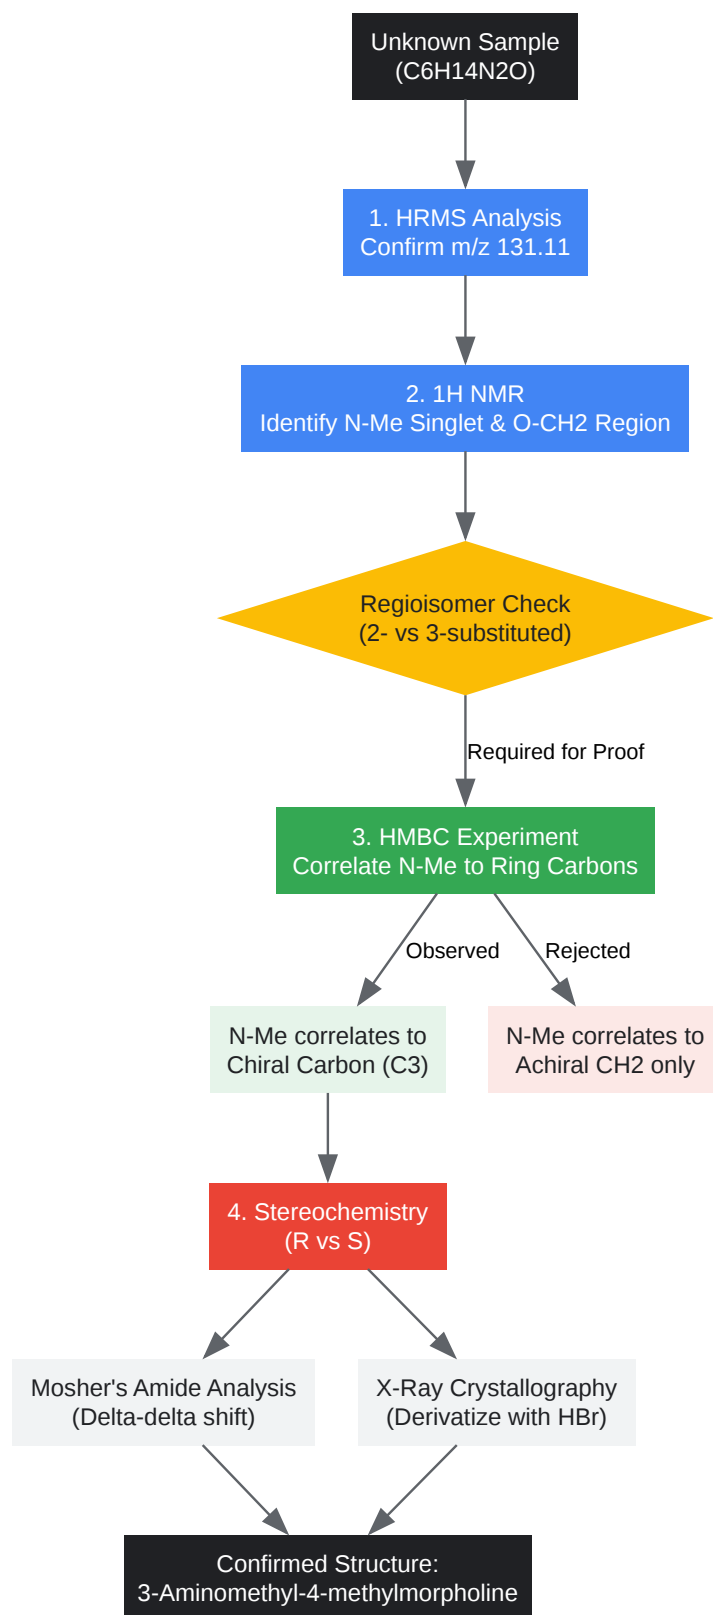 Unknown Sample
(C6H14N2O)
1. HRMS Analysis
Confirm m/z 131.11
2. 1H NMR
Identify N-Me Singlet & O-CH2 Region
Regioisomer Check
(2- vs 3-substituted)
Required for Proof
3. HMBC Experiment
Correlate N-Me to Ring Carbons
Observed
Rejected
N-Me correlates to
Chiral Carbon (C3)
N-Me correlates to
Achiral CH2 only
4. Stereochemistry
(R vs S)
Mosher's Amide Analysis
(Delta-delta shift)
X-Ray Crystallography
(Derivatize with HBr)
Confirmed Structure:
3-Aminomethyl-4-methylmorpholine